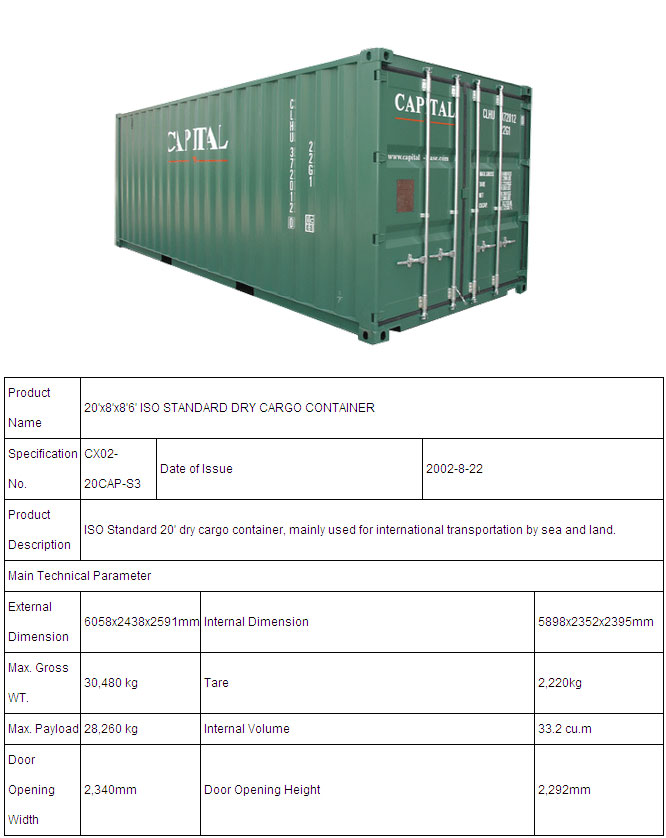 CAPITAL
CLHU 372012 0
22G1
CAPITAL
CLHU
22G1
www.capital
Product Name
20'x8'x8'6' ISO STANDARD DRY CARGO CONTAINER
Specification No.
CX02-20CAP-S3
Date of Issue
2002-8-22
Product Description
ISO Standard 20' dry cargo container, mainly used for international transportation by sea and land.
Main Technical Parameter
External Dimension
6058x2438x2591mm
Internal Dimension
5898x2352x2395mm
Max. Gross WT.
30,480 kg
Tare
2,220kg
Max. Payload
28,260 kg
Internal Volume
33.2 cu.m
Door Opening Width
2,340mm
Door Opening Height
2,292mm